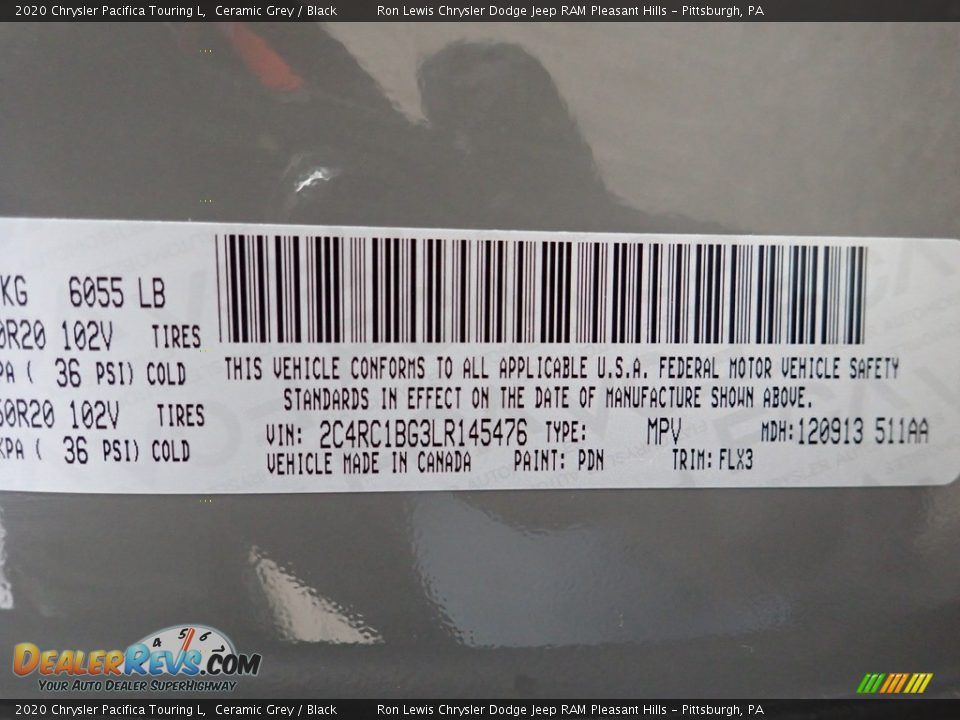 2020 Chrysler Pacifica Touring L, Ceramic Grey / Black Ron Lewis Chrysler Dodge Jeep RAM Pleasant Hills - Pittsburgh, PA
KG 6055 LB
0R20 102V TIRES
PA ( 36 PSI) COLD
50R20 102V TIRES
KPA ( 36 PSI) COLD
THIS VEHICLE CONFORMS TO ALL APPLICABLE U.S.A. FEDERAL MOTOR VEHICLE SAFETY
STANDARDS IN EFFECT ON THE DATE OF MANUFACTURE SHOWN ABOVE.
VIN: 2C4RC1BG3LR145476 TYPE: MPV MDH:120913 511AA
VEHICLE MADE IN CANADA PAINT: PDN TRIM: FLX3
4 5 6
DealerRevs.com
Your Auto Dealer SuperHighway
2020 Chrysler Pacifica Touring L, Ceramic Grey / Black Ron Lewis Chrysler Dodge Jeep RAM Pleasant Hills - Pittsburgh, PA